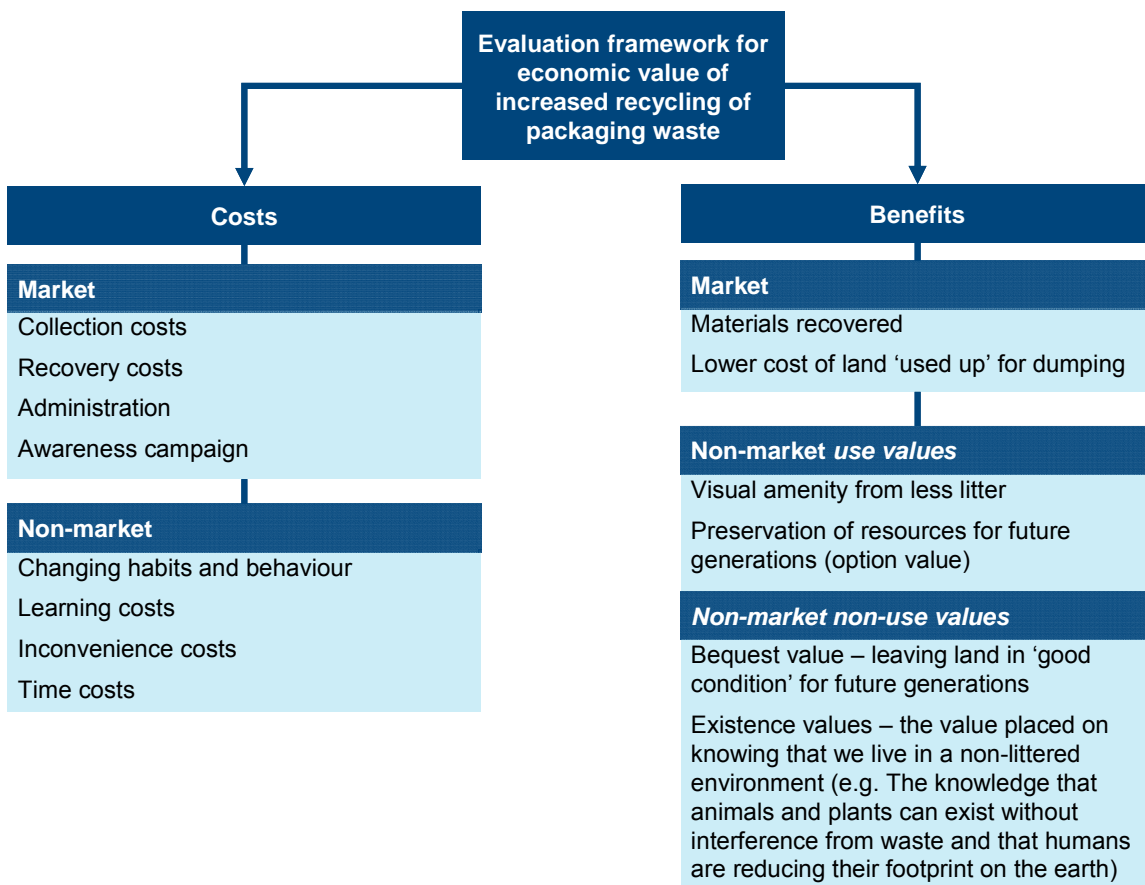 Evaluation framework for
economic value of
increased recycling of
packaging waste
Costs
Market
Collection costs
Recovery costs
Administration
Awareness campaign
Non-market
Changing habits and behaviour
Learning costs
Inconvenience costs
Time costs
Benefits
Market
Materials recovered
Lower cost of land ‘used up’ for dumping
Non-market use values
Visual amenity from less litter
Preservation of resources for future
generations (option value)
Non-market non-use values
Bequest value – leaving land in ‘good
condition’ for future generations
Existence values – the value placed on
knowing that we live in a non-littered
environment (e.g. The knowledge that
animals and plants can exist without
interference from waste and that humans
are reducing their footprint on the earth)